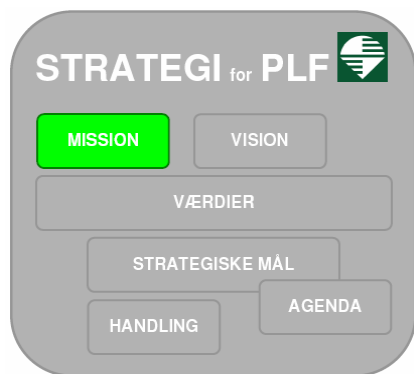 STRATEGI for PLF
MISSION
VISION
VÆRDIER
STRATEGISKE MÅL
AGENDA
HANDLING